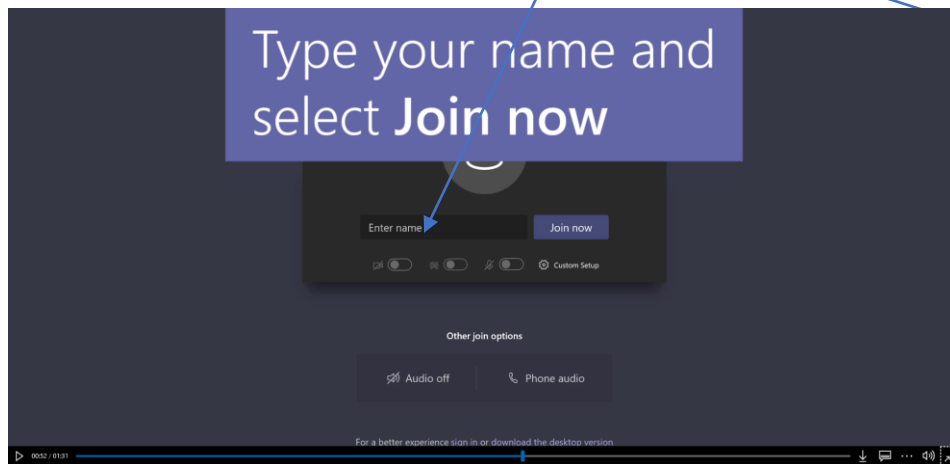 Type your name and
select Join now
Enter name
Join now
Custom Setup
Other join options
Audio off
Phone audio
For a better experience sign in or download the desktop version
00:52 / 01:31